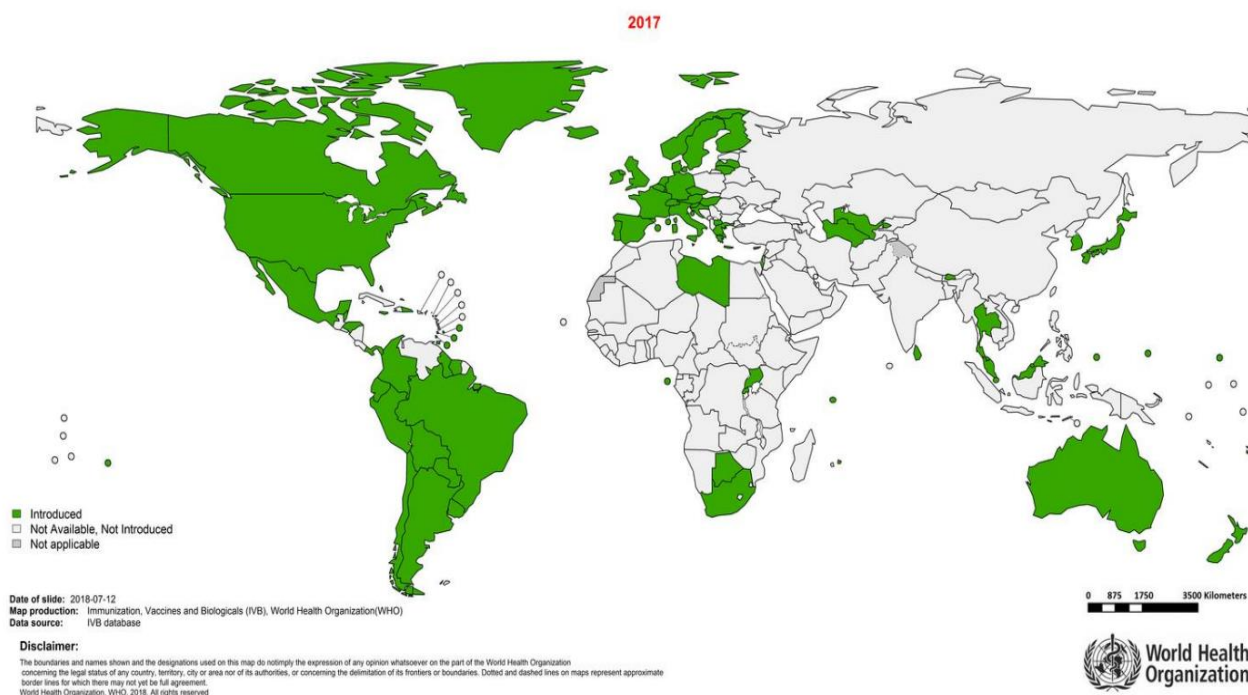 2017
Introduced
Not Available, Not Introduced
Not applicable
Date of slide: 2018-07-12
Map production: Immunization, Vaccines and Biologicals (IVB), World Health Organization(WHO)
Data source: IVB database
Disclaimer:
The boundaries and names shown and the designations used on this map do notimply the expression of any opinion whatsoever on the part of the World Health Organization
concerning the legal status of any country, territory, city or area nor of its authorities, or concerning the delimitation of its frontiers or boundaries. Dotted and dashed lines on maps represent approximate
border lines for which there may not yet be full agreement.
World Health Organization, WHO, 2018. All rights reserved
0 875 1750 3500 Kilometers
World Health
Organization